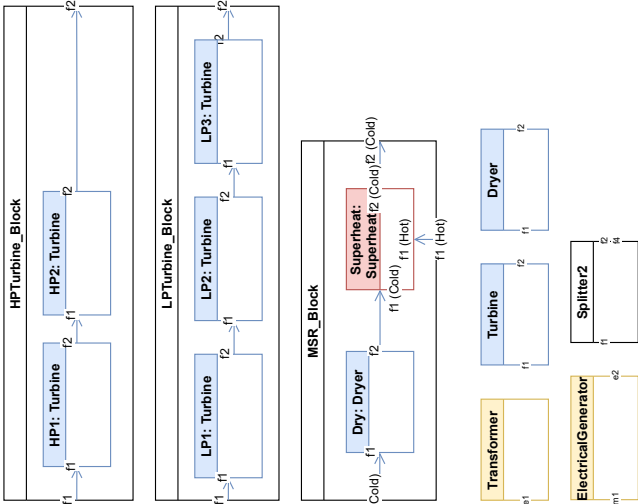 HPTurbine_Block
f1
HP1: Turbine
f1
f2
HP2: Turbine
f1
f2
f2
LPTurbine_Block
f1
LP1: Turbine
f1
f2
LP2: Turbine
f1
f2
LP3: Turbine
f1
f2
f2
MSR_Block
Cold)
Dry: Dryer
f1
f2
Superheat:
Superheat
f1 (Cold)
f1 (Hot)
f2 (Cold)
f1 (Hot)
f2 (Cold)
Transformer
e1
Turbine
f1
f2
Dryer
f1
f2
ElectricalGenerator
m1
e2
Splitter2
f1
f2
f4